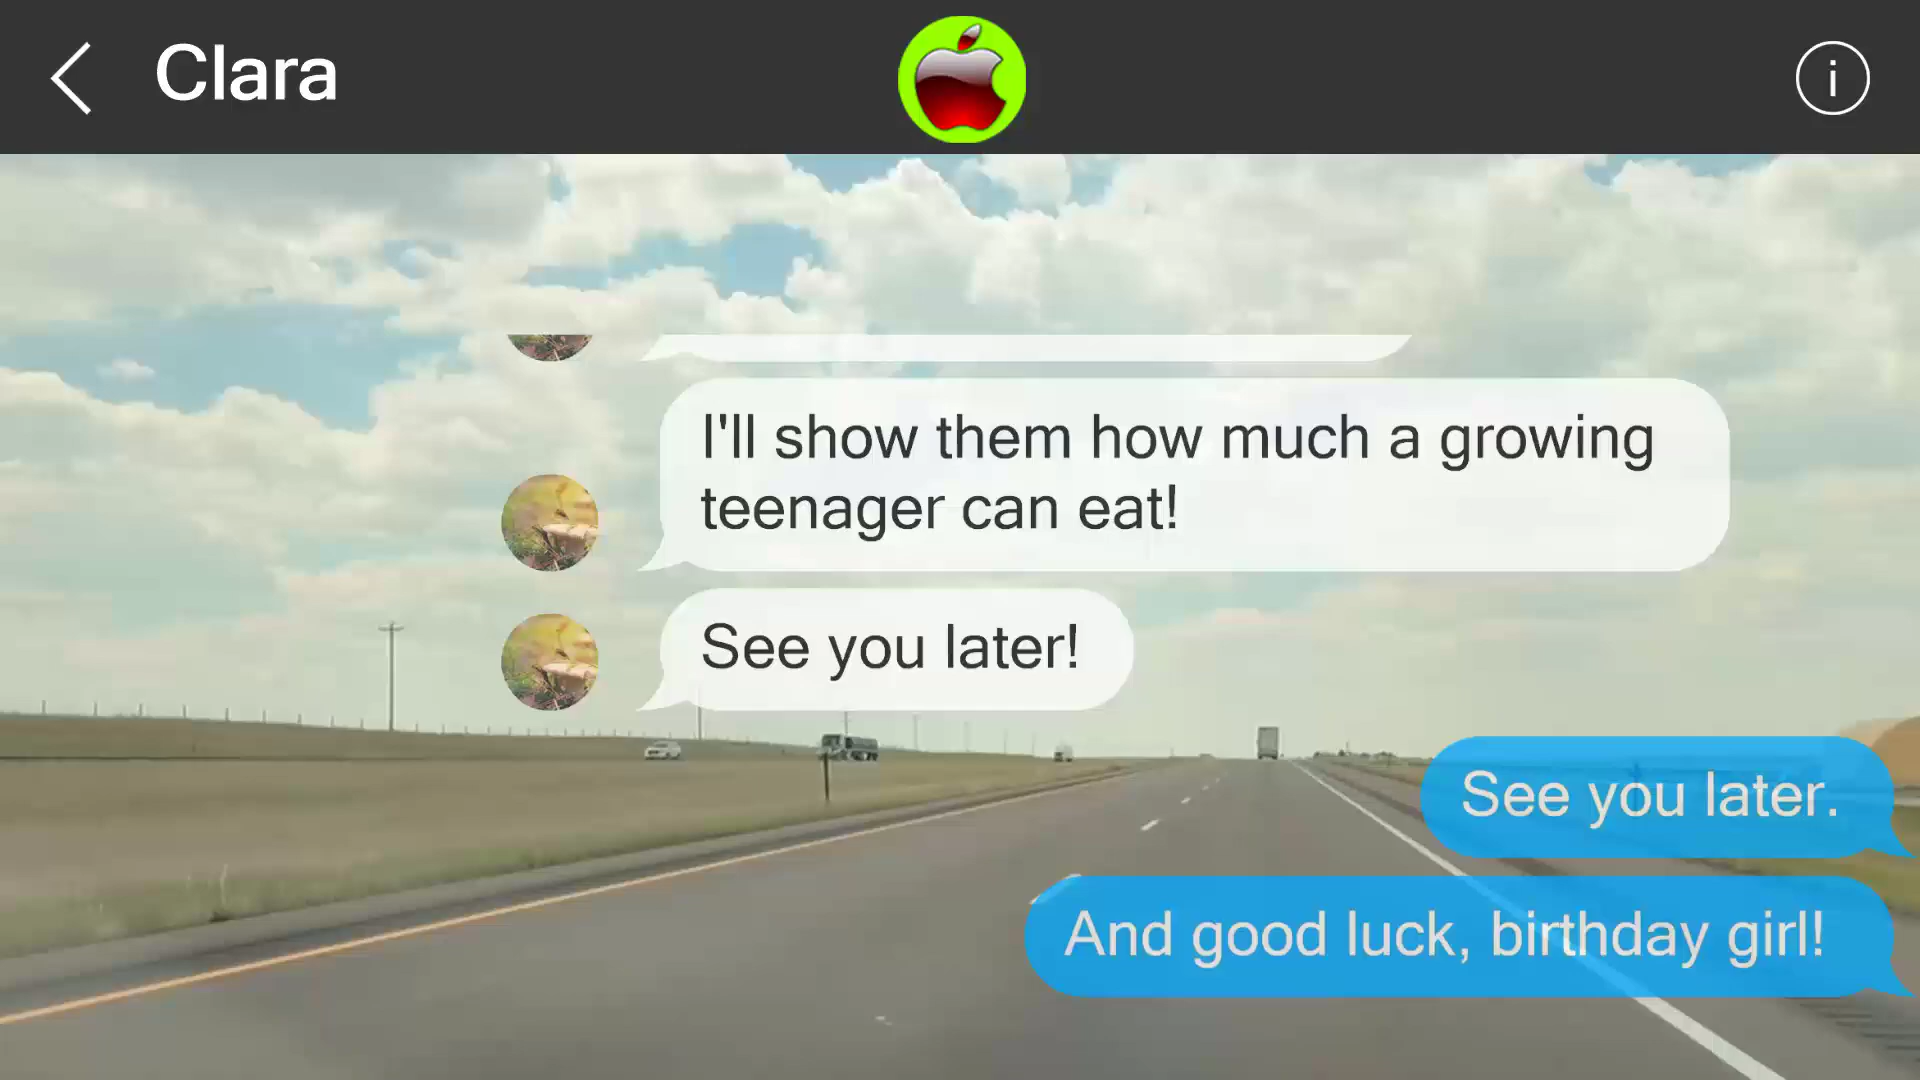 Clara
I'll show them how much a growing
teenager can eat!
See you later!
See you later.
And good luck, birthday girl!